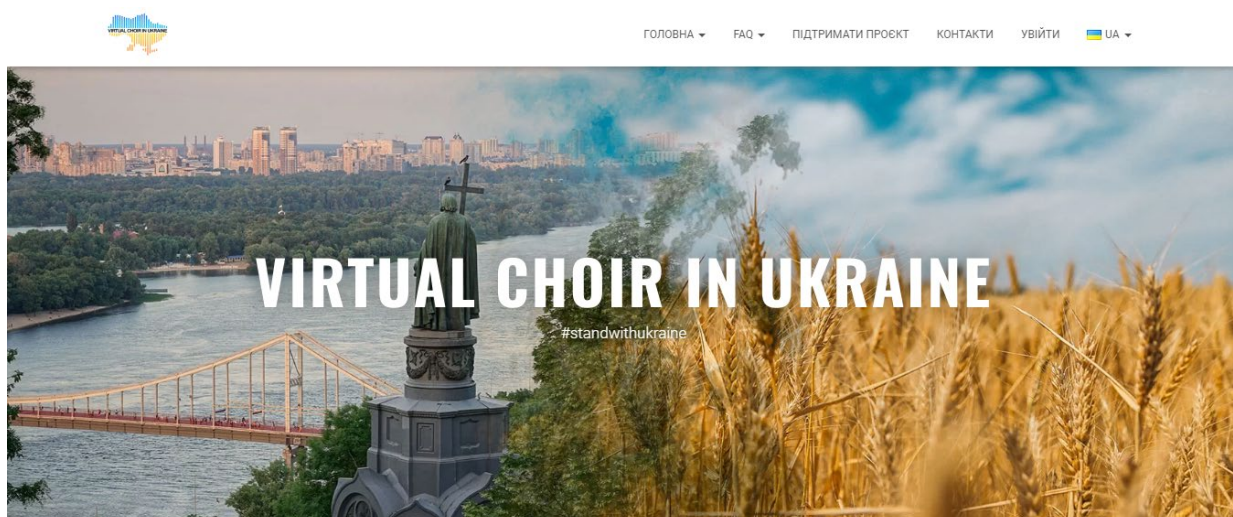 VIRTUAL CHOIR IN UKRAINE
ГОЛОВНА
FAQ
ПІДТРИМАТИ ПРОЄКТ
КОНТАКТИ
УВІЙТИ
UA
VIRTUAL CHOIR IN UKRAINE
#standwithukraine